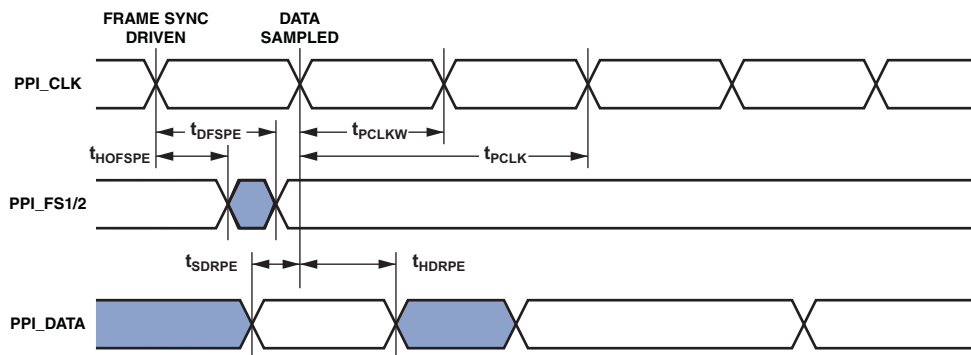 FRAME SYNC
DRIVEN
DATA
SAMPLED
PPI_CLK
tDFSPE
tPCLKW
tHOFSPE
tPCLK
PPI_FS1/2
tSDRPE
tHDRPE
PPI_DATA